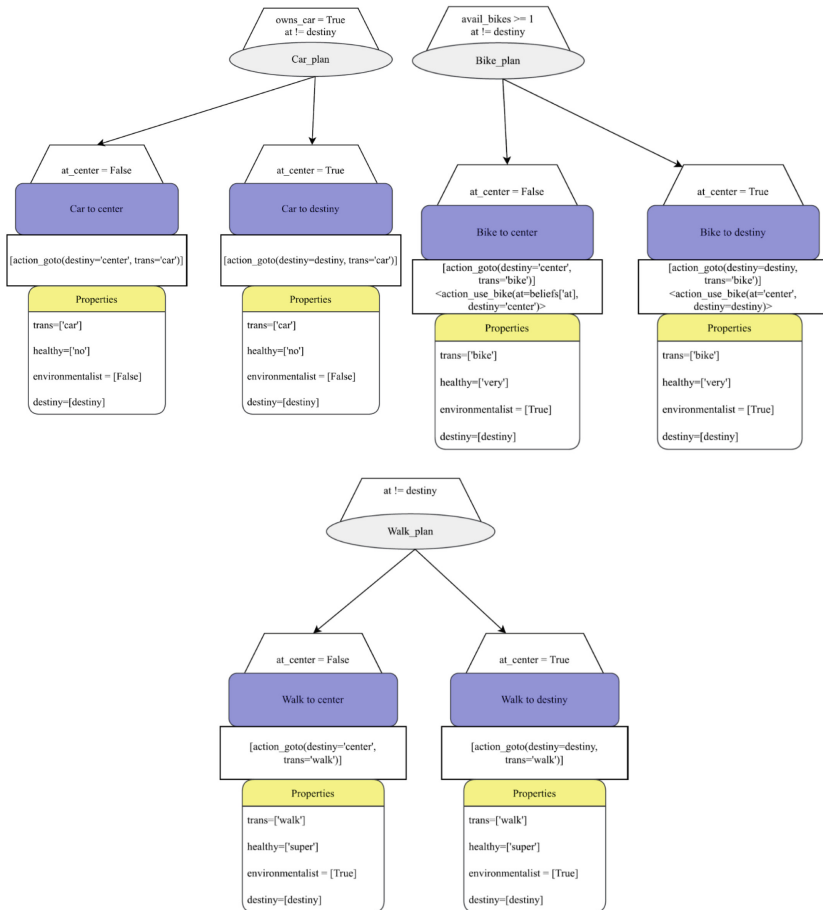 owns_car = True
at != destiny
Car_plan
avail_bikes >= 1
at != destiny
Bike_plan
at_center = False
Car to center
[action_goto(destiny='center', trans='car')]
Properties
trans=['car']
healthy=['no']
environmentalist = [False]
destiny=[destiny]
at_center = True
Car to destiny
[action_goto(destiny=destiny, trans='car')]
Properties
trans=['car']
healthy=['no']
environmentalist = [False]
destiny=[destiny]
at_center = False
Bike to center
[action_goto(destiny='center',
trans='bike')]
<action_use_bike(at=beliefs['at],
destiny='center')>
Properties
trans=['bike']
healthy=['very']
environmentalist = [True]
destiny=[destiny]
at_center = True
Bike to destiny
[action_goto(destiny=destiny,
trans='bike')]
<action_use_bike(at='center',
destiny=destiny)>
Properties
trans=['bike']
healthy=['very']
environmentalist = [True]
destiny=[destiny]
at != destiny
Walk_plan
at_center = False
Walk to center
[action_goto(destiny='center',
trans='walk')]
Properties
trans=['walk']
healthy=['super']
environmentalist = [True]
destiny=[destiny]
at_center = True
Walk to destiny
[action_goto(destiny=destiny,
trans='walk')]
Properties
trans=['walk']
healthy=['super']
environmentalist = [True]
destiny=[destiny]